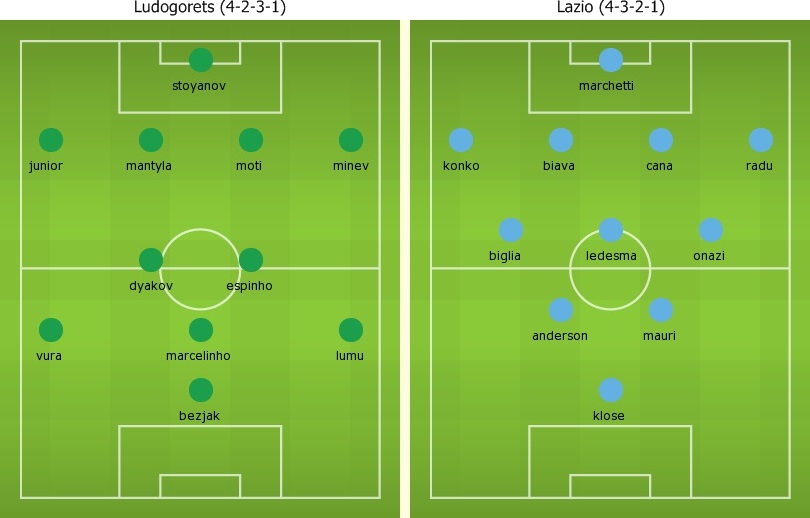 Ludogorets (4-2-3-1)
stoyanov
junior mantyla moti minev
dyakov espinho
vura marcelinho lumu
bezjak
Lazio (4-3-2-1)
marchetti
konko biava cana radu
biglia ledesma onazi
anderson mauri
klose